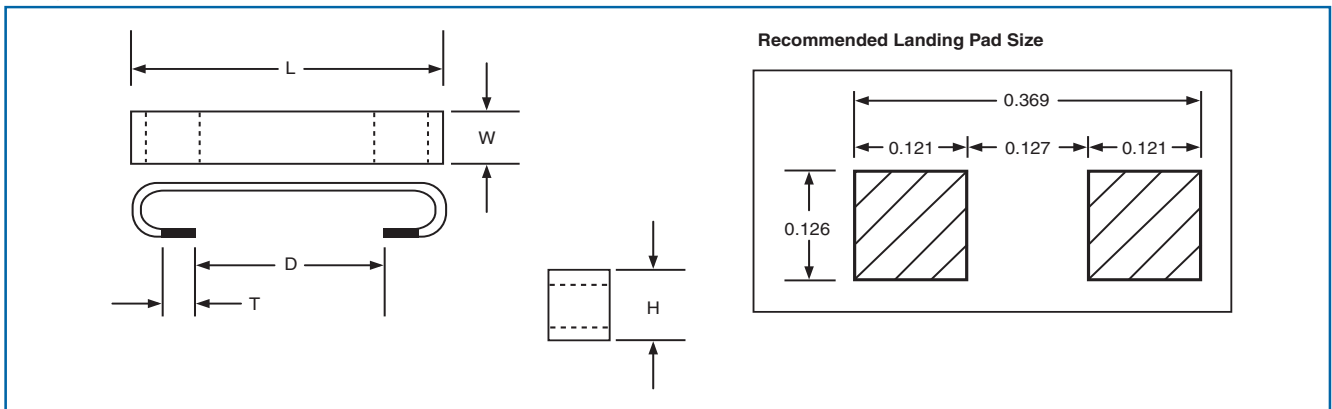 Recommended Landing Pad Size
L
W
D
T
H
0.369
0.121
0.127
0.121
0.126